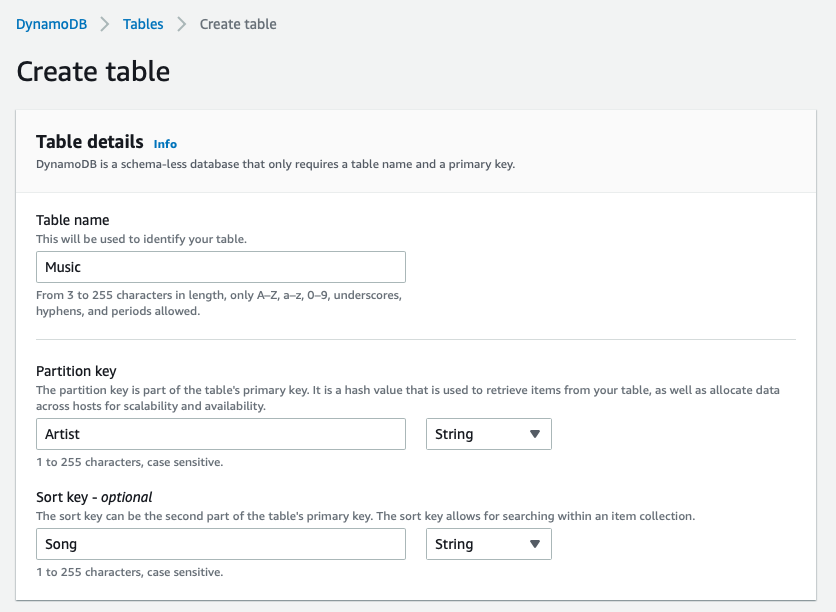 DynamoDB > Tables > Create table
Create table
Table details Info
DynamoDB is a schema-less database that only requires a table name and a primary key.
Table name
This will be used to identify your table.
Music
From 3 to 255 characters in length, only A–Z, a–z, 0–9, underscores,
hyphens, and periods allowed.
Partition key
The partition key is part of the table's primary key. It is a hash value that is used to retrieve items from your table, as well as allocate data
across hosts for scalability and availability.
Artist String
1 to 255 characters, case sensitive.
Sort key - optional
The sort key can be the second part of the table's primary key. The sort key allows for searching within an item collection.
Song String
1 to 255 characters, case sensitive.